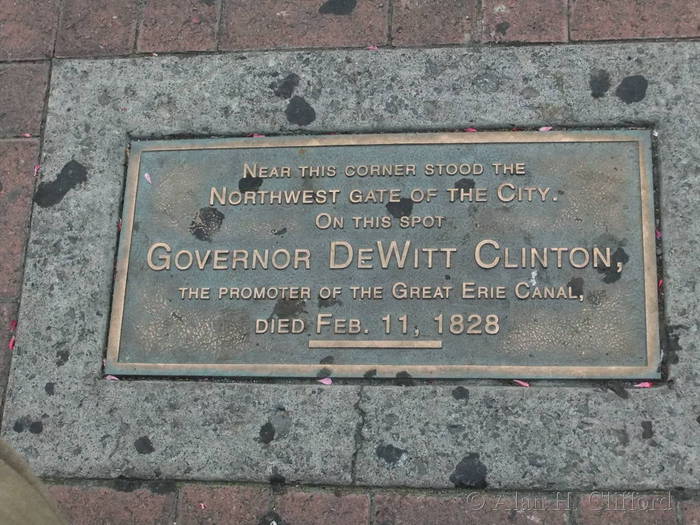 Near this corner stood the
Northwest gate of the City.
On this spot
Governor DeWitt Clinton,
the promoter of the Great Erie Canal,
died Feb. 11, 1828
© Alan H. Clifford